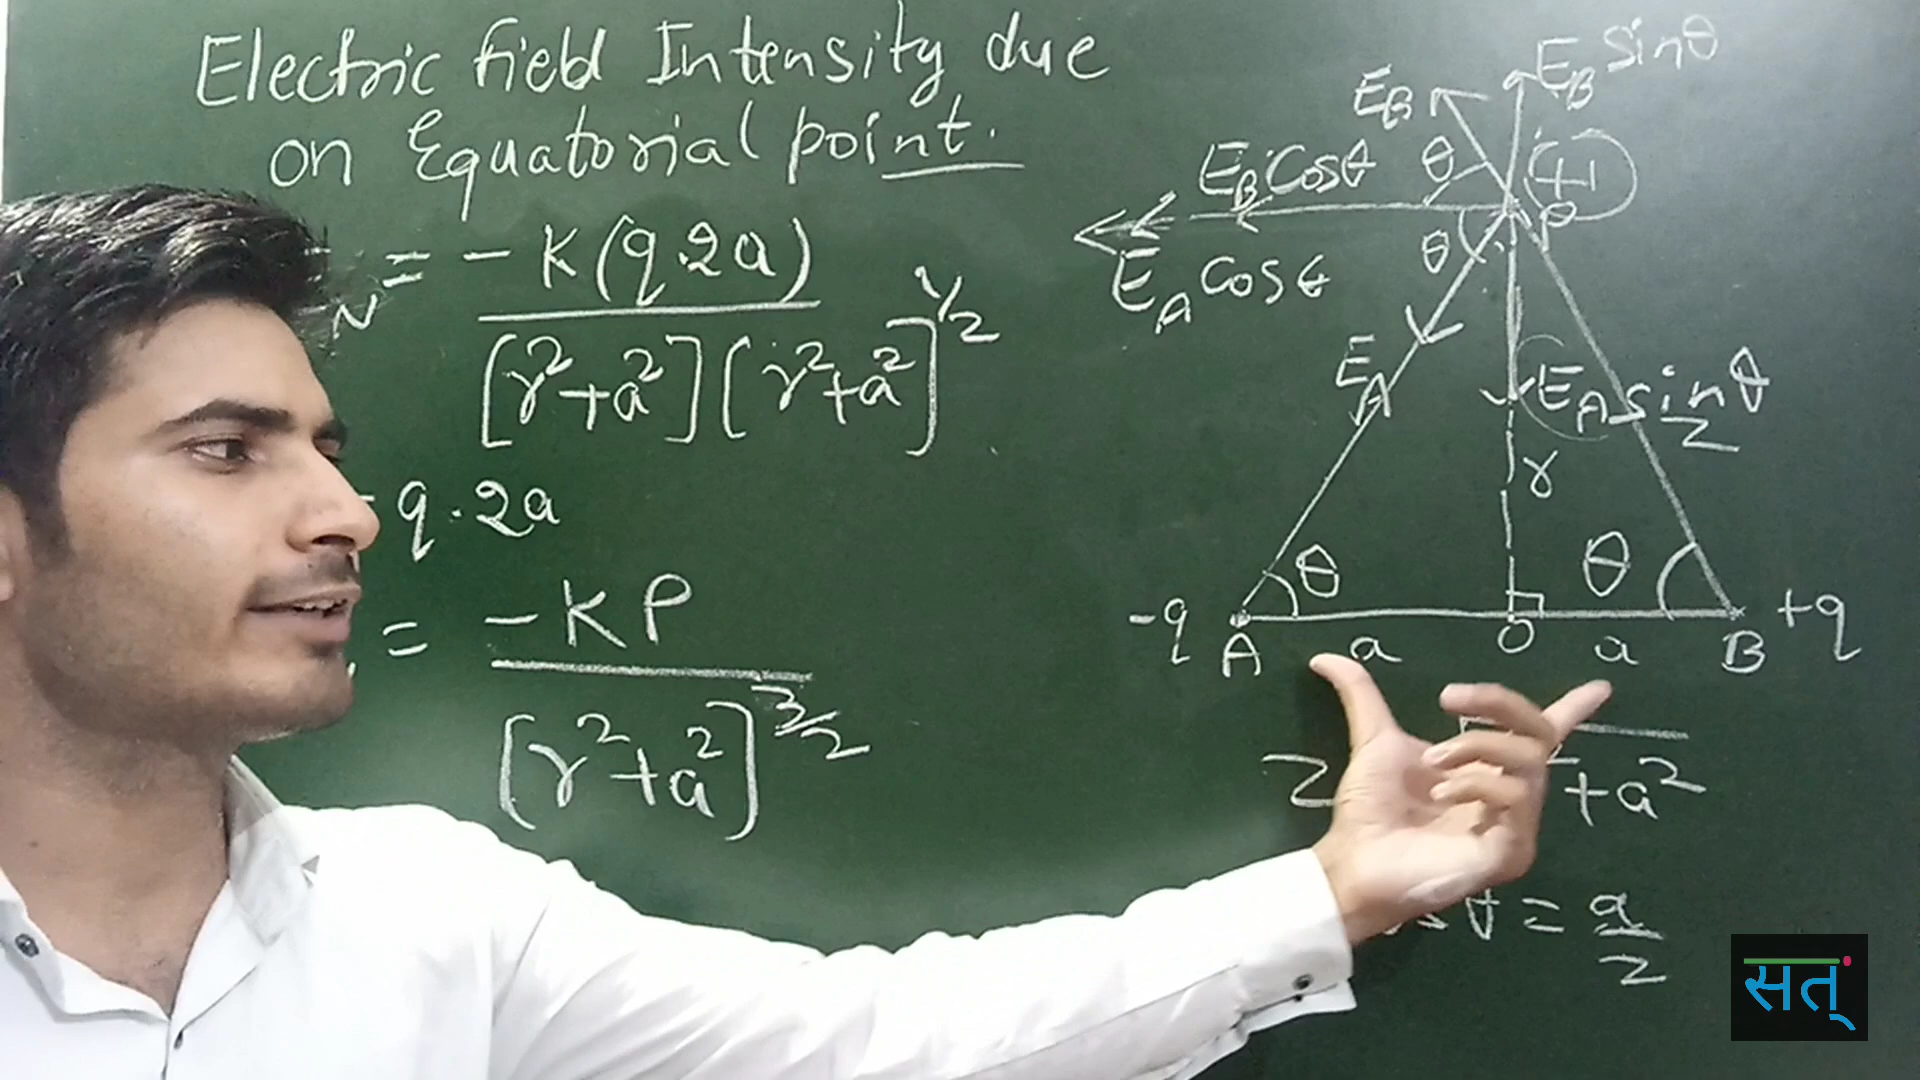 Electric field Intensity due
on Equatorial point.
N = -K(q.2a) / [r²+a²][r²+a²]^1/2
q.2a
= -KP / [r²+a²]^3/2
E_B sinθ
E_B
E_B cosθ
θ
(+1)
P
θ
E_A cosθ
E_A
E_A sinθ
r
θ
θ
-q
A
a
O
a
B
+q
+a²
θ = a/z
सत्